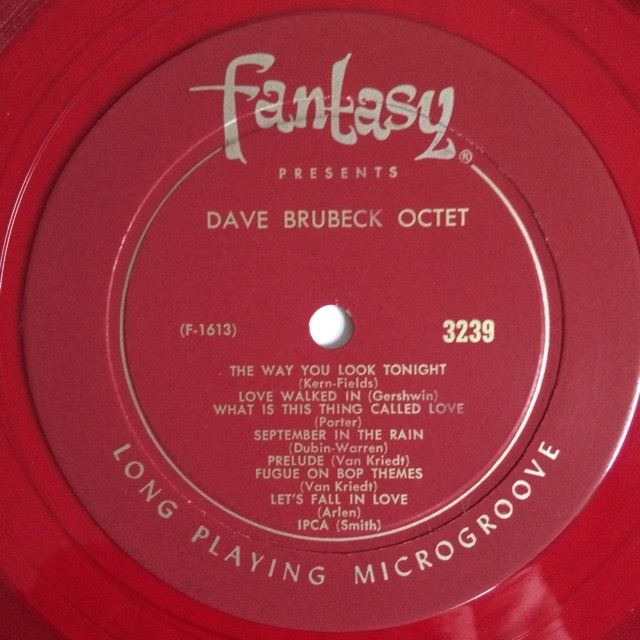 fantasy®
PRESENTS
DAVE BRUBECK OCTET
(F-1613) 3239
THE WAY YOU LOOK TONIGHT
(Kern-Fields)
LOVE WALKED IN (Gershwin)
WHAT IS THIS THING CALLED LOVE
(Porter)
SEPTEMBER IN THE RAIN
(Dubin-Warren)
PRELUDE (Van Kriedt)
FUGUE ON BOP THEMES
(Van Kriedt)
LET'S FALL IN LOVE
(Arlen)
IPCA (Smith)
LONG PLAYING MICROGROOVE